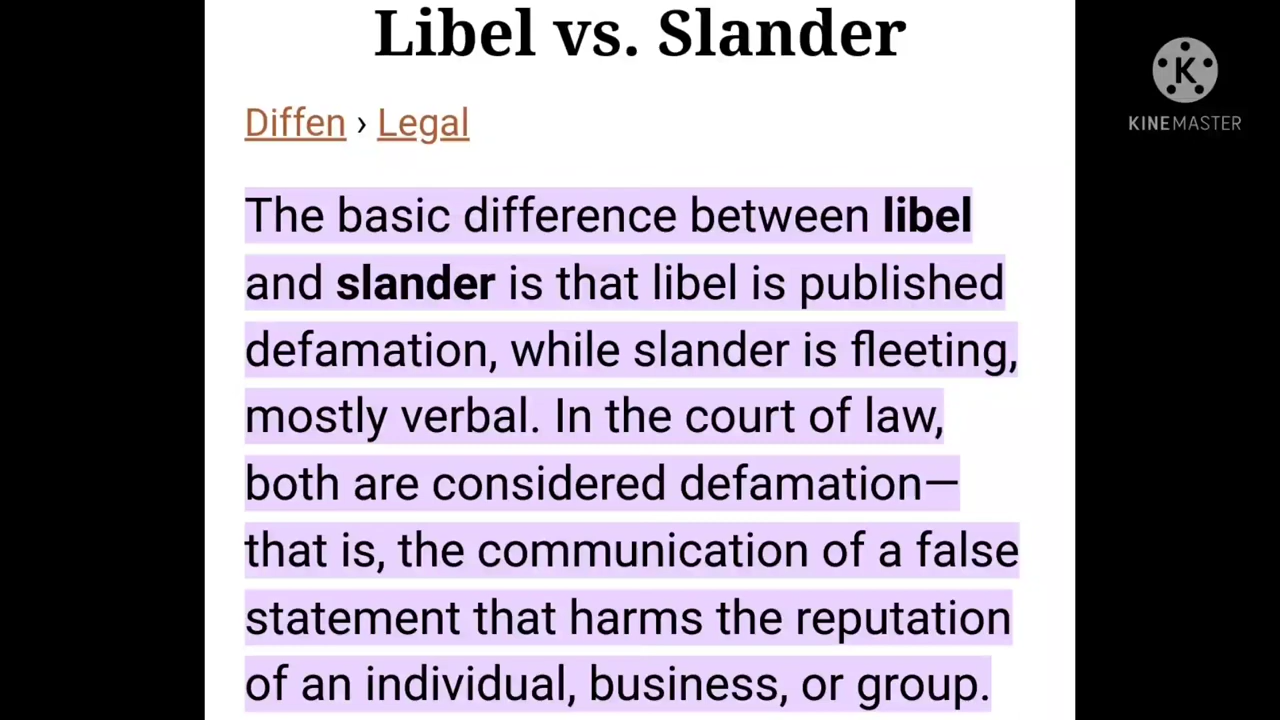 Libel vs. Slander
Diffen › Legal
The basic difference between libel
and slander is that libel is published
defamation, while slander is fleeting,
mostly verbal. In the court of law,
both are considered defamation—
that is, the communication of a false
statement that harms the reputation
of an individual, business, or group.
K
KINEMASTER